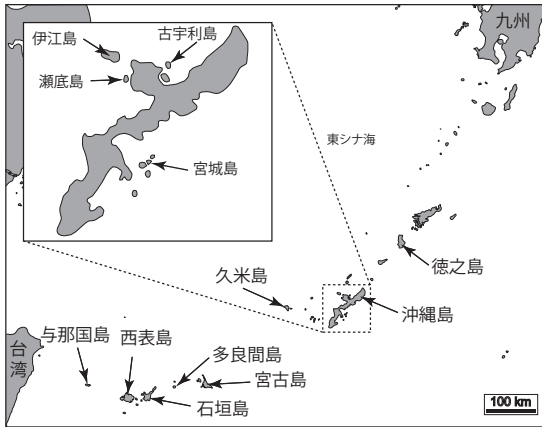 九州
伊江島
古宇利島
瀬底島
東シナ海
宮城島
徳之島
久米島
沖縄島
与那国島
西表島
多良間島
宮古島
石垣島
台湾
100 km